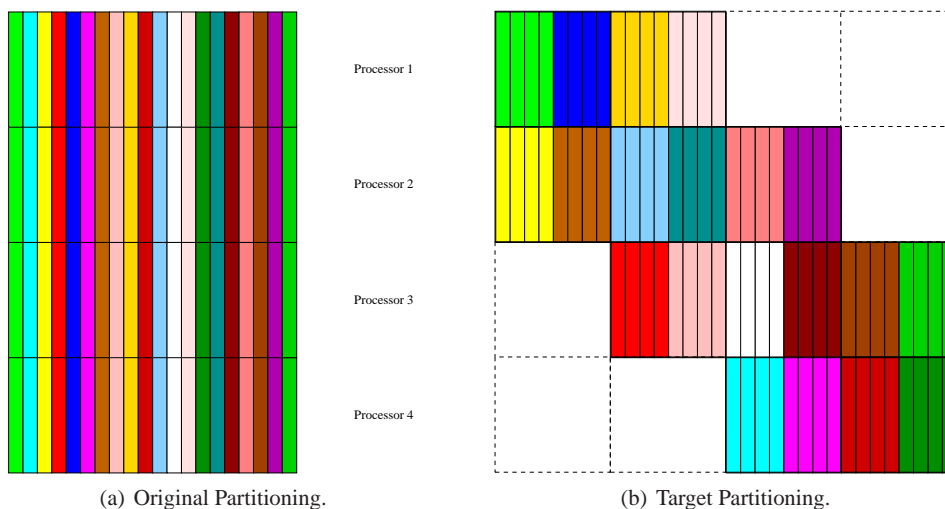 Processor 1
Processor 2
Processor 3
Processor 4
(a) Original Partitioning.
(b) Target Partitioning.